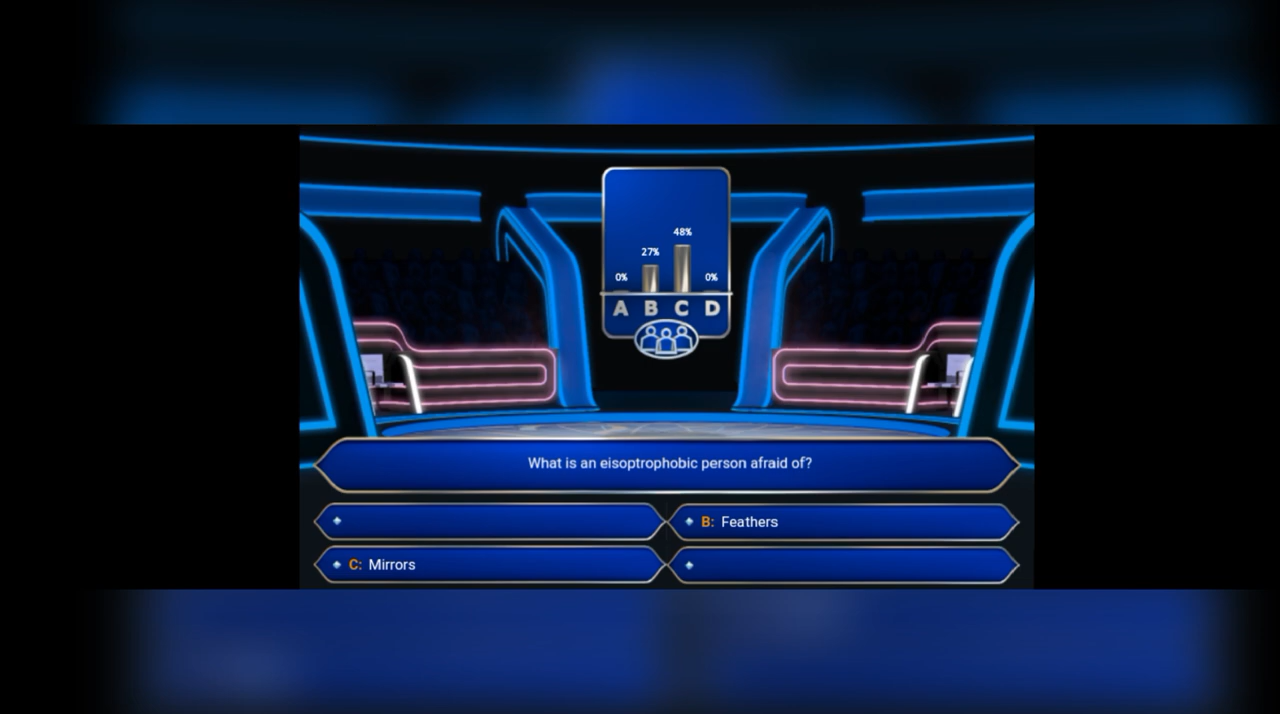 48%
27%
0% 0%
A B C D
What is an eisoptrophobic person afraid of?
B: Feathers
C: Mirrors